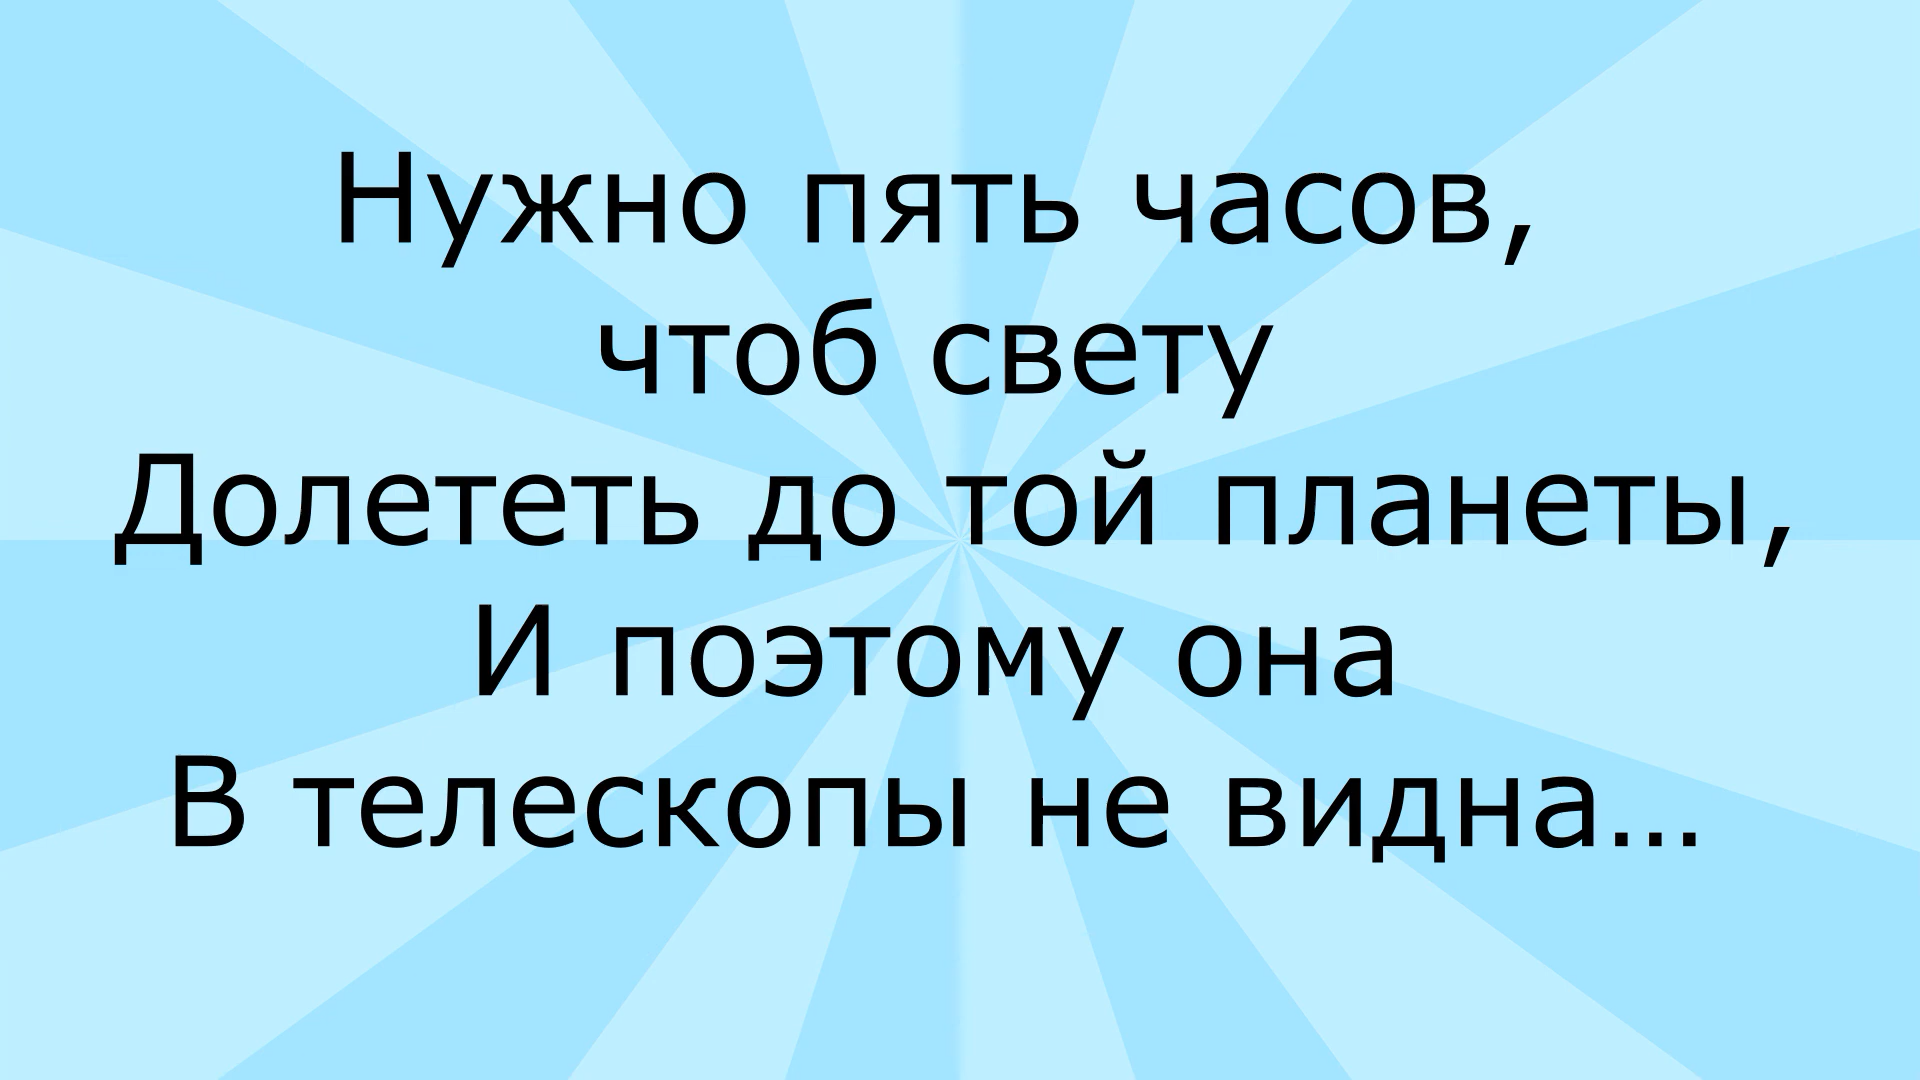 Нужно пять часов,
чтоб свету
Долететь до той планеты,
И поэтому она
В телескопы не видна...